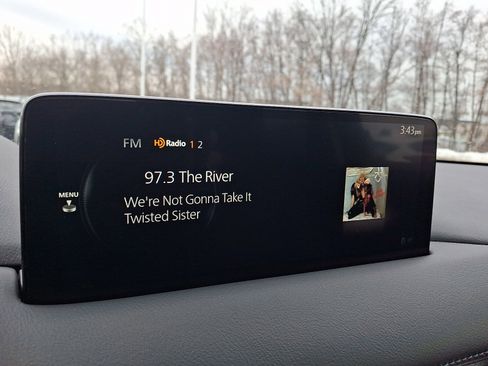 3:43pm
FM HD Radio 1 2
97.3 The River
MENU
We're Not Gonna Take It
Twisted Sister